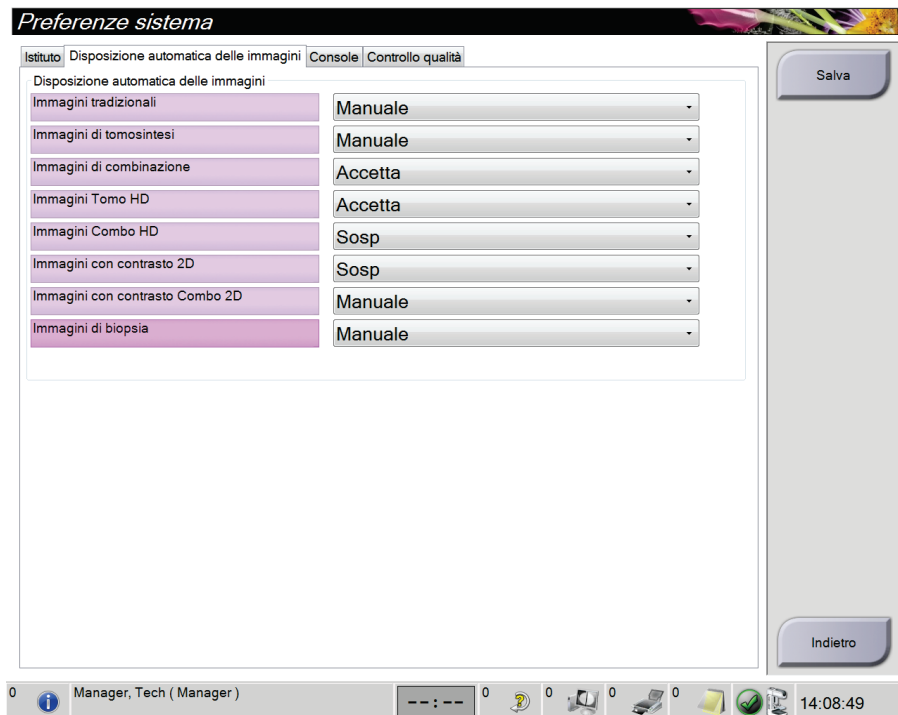 Preferenze sistema
Istituto Disposizione automatica delle immagini Console Controllo qualità
Salva
Disposizione automatica delle immagini
Immagini tradizionali Manuale
Immagini di tomosintesi Manuale
Immagini di combinazione Accetta
Immagini Tomo HD Accetta
Immagini Combo HD Sosp
Immagini con contrasto 2D Sosp
Immagini con contrasto Combo 2D Manuale
Immagini di biopsia Manuale
Indietro
0 Manager, Tech ( Manager ) --:-- 0 0 0 0 14:08:49